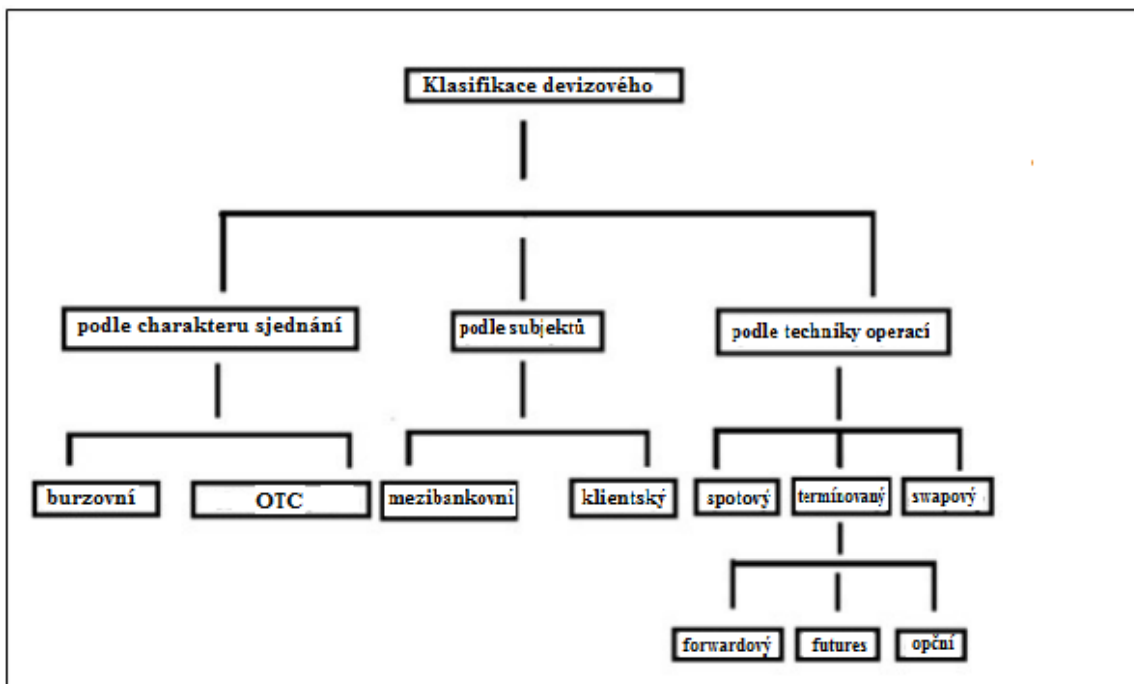 Klasifikace devizového
podle charakteru sjednání
podle subjektů
podle techniky operací
burzovní
OTC
mezibankovni
klientský
spotový
termínovaný
swapový
forwardový
futures
opční